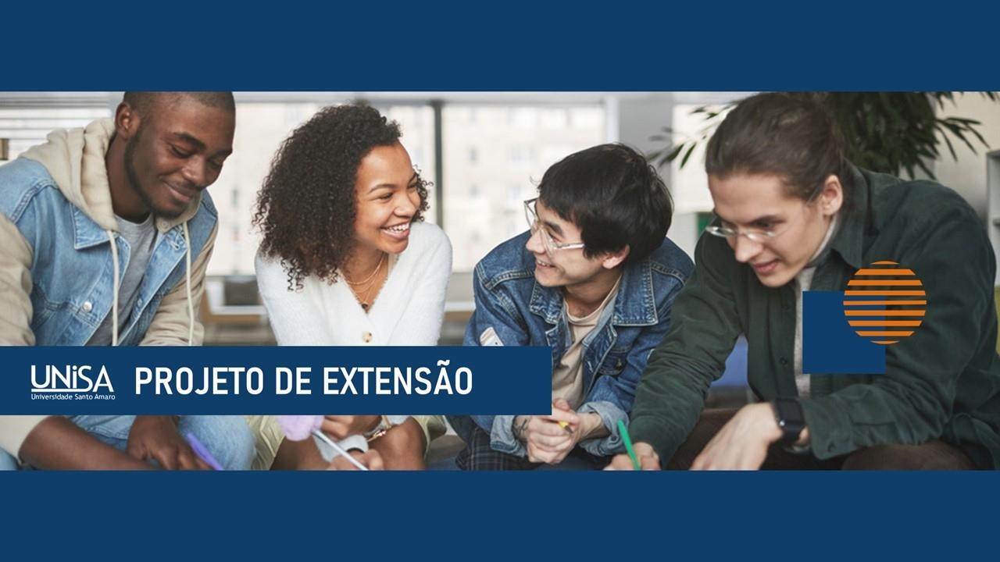 UNiSA
Universidade Santo Amaro
PROJETO DE EXTENSÃO